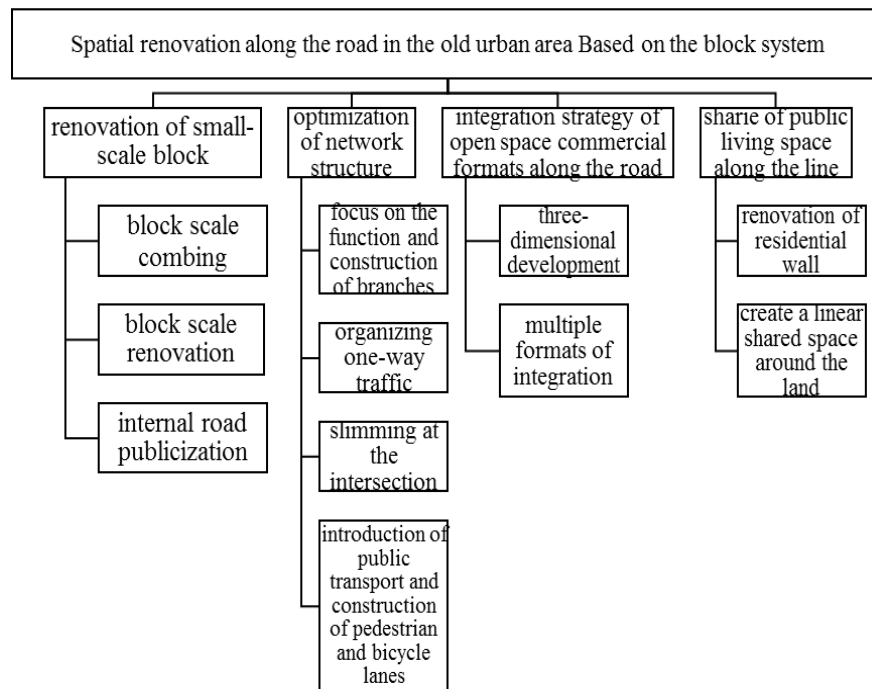 Spatial renovation along the road in the old urban area Based on the block system
renovation of small-
scale block
block scale
combing
block scale
renovation
internal road
publicization
optimization
of network
structure
focus on the
function and
construction
of branches
organizing
one-way
traffic
slimming at
the
intersection
introduction of
public
transport and
construction
of pedestrian
and bicycle
lanes
integration strategy of
open space commercial
formats along the road
three-
dimensional
development
multiple
formats of
integration
sharie of public
living space
along the line
renovation of
residential
wall
create a linear
shared space
around the
land